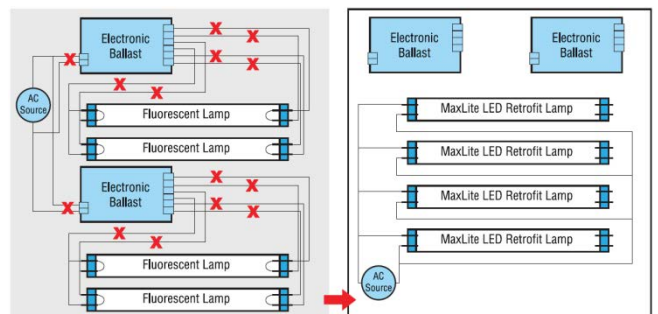 Electronic
Ballast
AC
Source
Fluorescent Lamp
Fluorescent Lamp
Electronic
Ballast
Fluorescent Lamp
Fluorescent Lamp
Electronic
Ballast
Electronic
Ballast
MaxLite LED Retrofit Lamp
MaxLite LED Retrofit Lamp
MaxLite LED Retrofit Lamp
MaxLite LED Retrofit Lamp
AC
Source